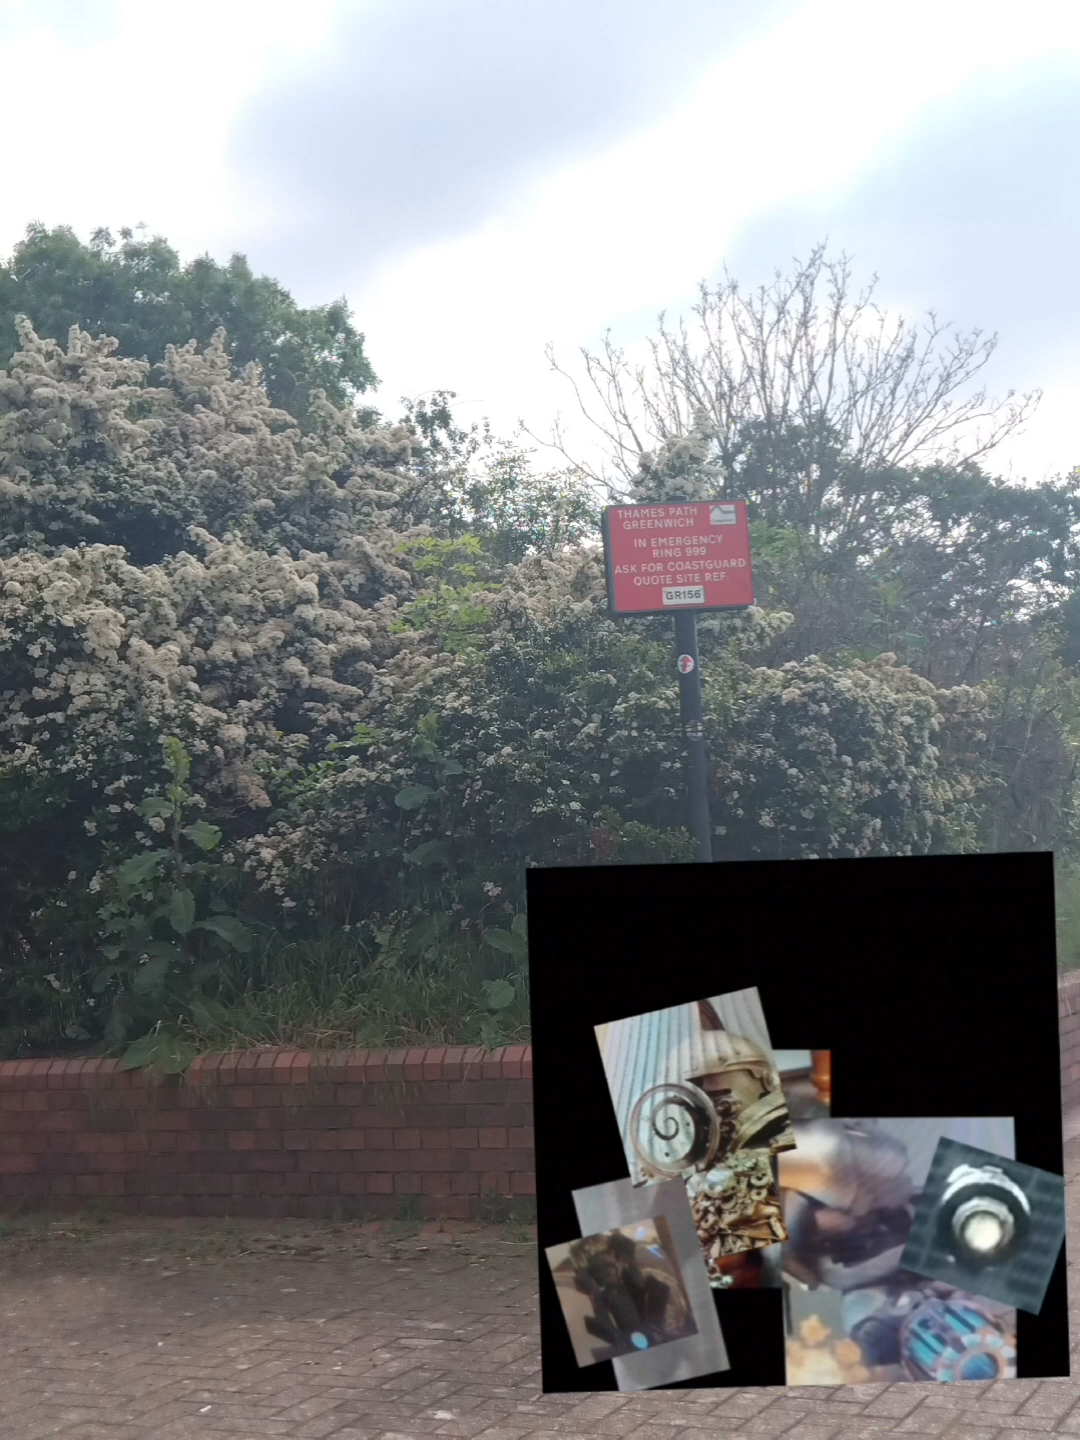 THAMES PATH
GREENWICH
IN EMERGENCY
RING 999
ASK FOR COASTGUARD
QUOTE SITE REF.
GR156